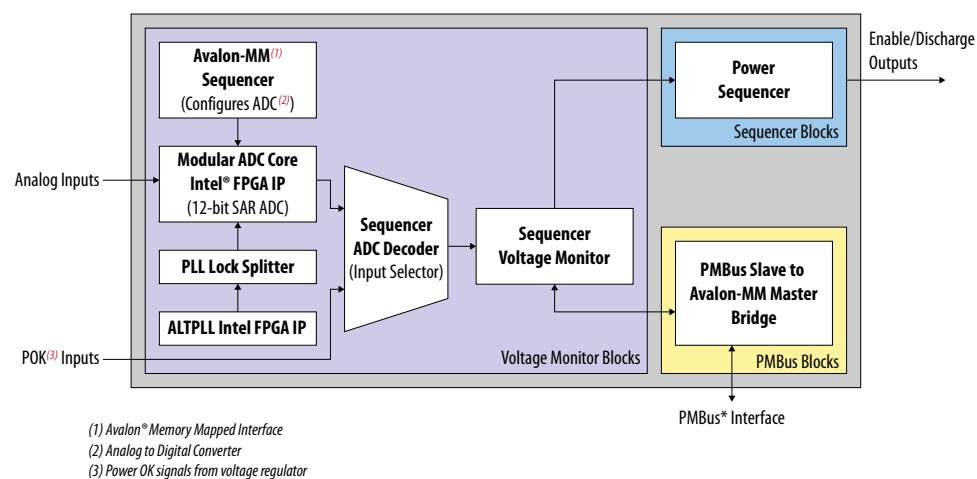 Avalon-MM(1)
Sequencer
(Configures ADC(2))
Modular ADC Core
Intel® FPGA IP
(12-bit SAR ADC)
PLL Lock Splitter
ALTPLL Intel FPGA IP
Analog Inputs
POK(3) Inputs
Sequencer
ADC Decoder
(Input Selector)
Sequencer
Voltage Monitor
Voltage Monitor Blocks
Power
Sequencer
Sequencer Blocks
Enable/Discharge
Outputs
PMBus Slave to
Avalon-MM Master
Bridge
PMBus Blocks
PMBus* Interface
(1) Avalon® Memory Mapped Interface
(2) Analog to Digital Converter
(3) Power OK signals from voltage regulator